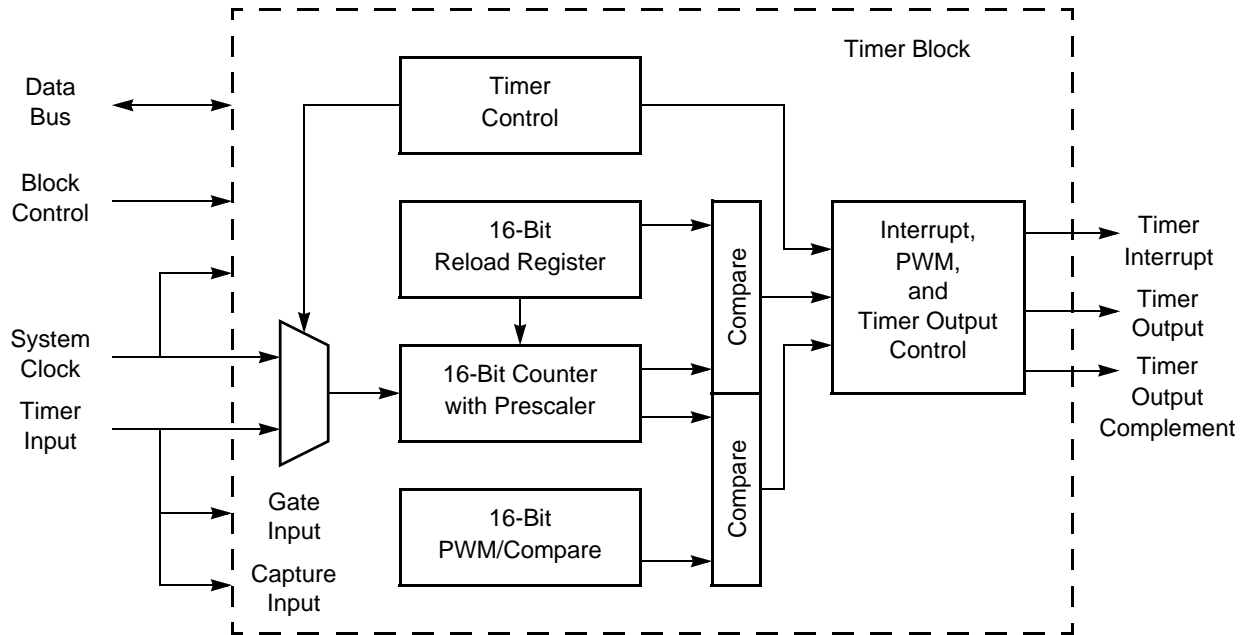 Timer Block
Data
Bus
Block
Control
System
Clock
Timer
Input
Gate
Input
Capture
Input
Timer
Control
16-Bit
Reload Register
16-Bit Counter
with Prescaler
16-Bit
PWM/Compare
Compare
Compare
Interrupt,
PWM,
and
Timer Output
Control
Timer
Interrupt
Timer
Output
Timer
Output
Complement